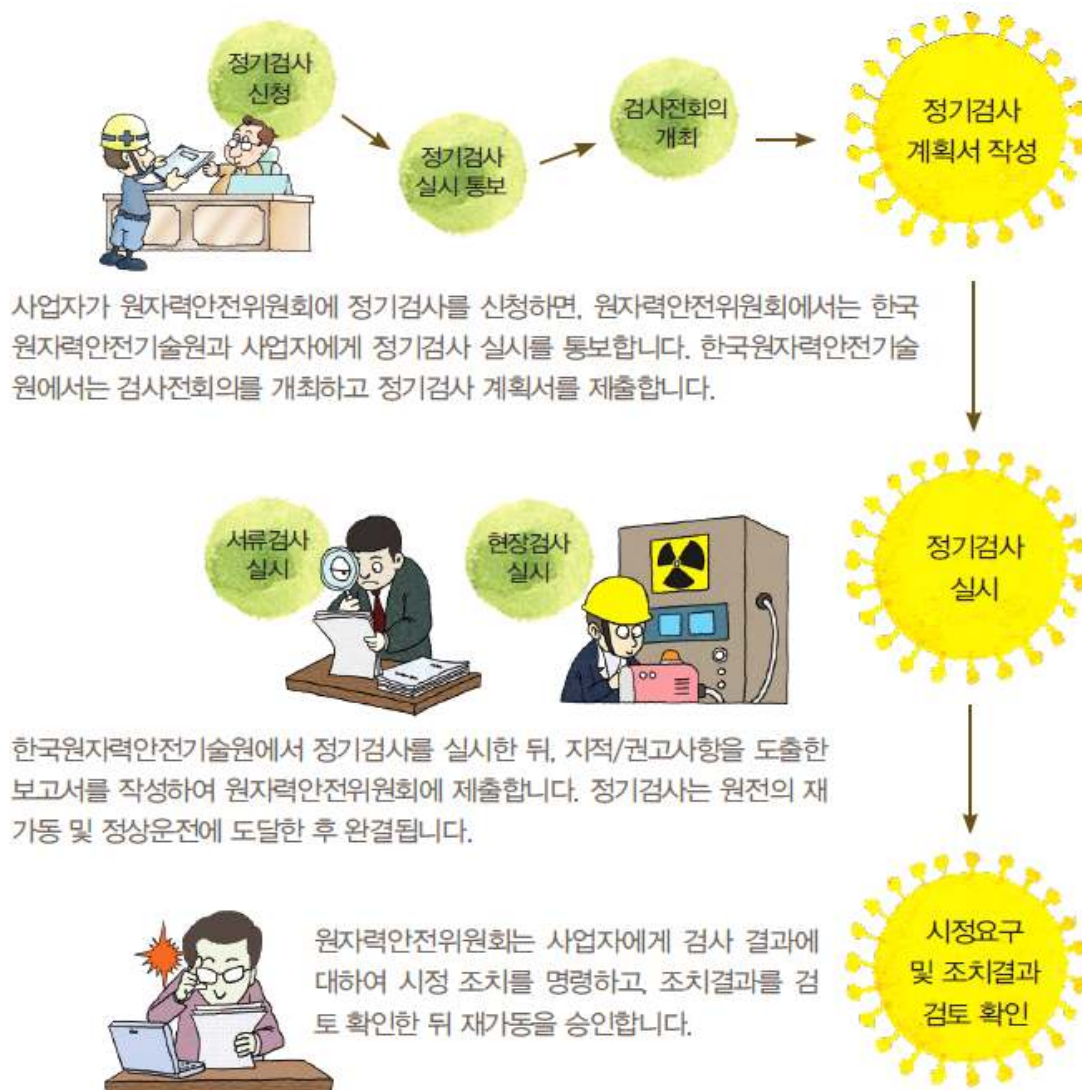 정기검사
신청
정기검사
실시 통보
검사전회의
개최
정기검사
계획서 작성
사업자가 원자력안전위원회에 정기검사를 신청하면, 원자력안전위원회에서는 한국
원자력안전기술원과 사업자에게 정기검사 실시를 통보합니다. 한국원자력안전기술
원에서는 검사전회의를 개최하고 정기검사 계획서를 제출합니다.
서류검사
실시
현장검사
실시
정기검사
실시
한국원자력안전기술원에서 정기검사를 실시한 뒤, 지적/권고사항을 도출한
보고서를 작성하여 원자력안전위원회에 제출합니다. 정기검사는 원전의 재
가동 및 정상운전에 도달한 후 완결됩니다.
원자력안전위원회는 사업자에게 검사 결과에
대하여 시정 조치를 명령하고, 조치결과를 검
토 확인한 뒤 재가동을 승인합니다.
시정요구
및 조치결과
검토 확인